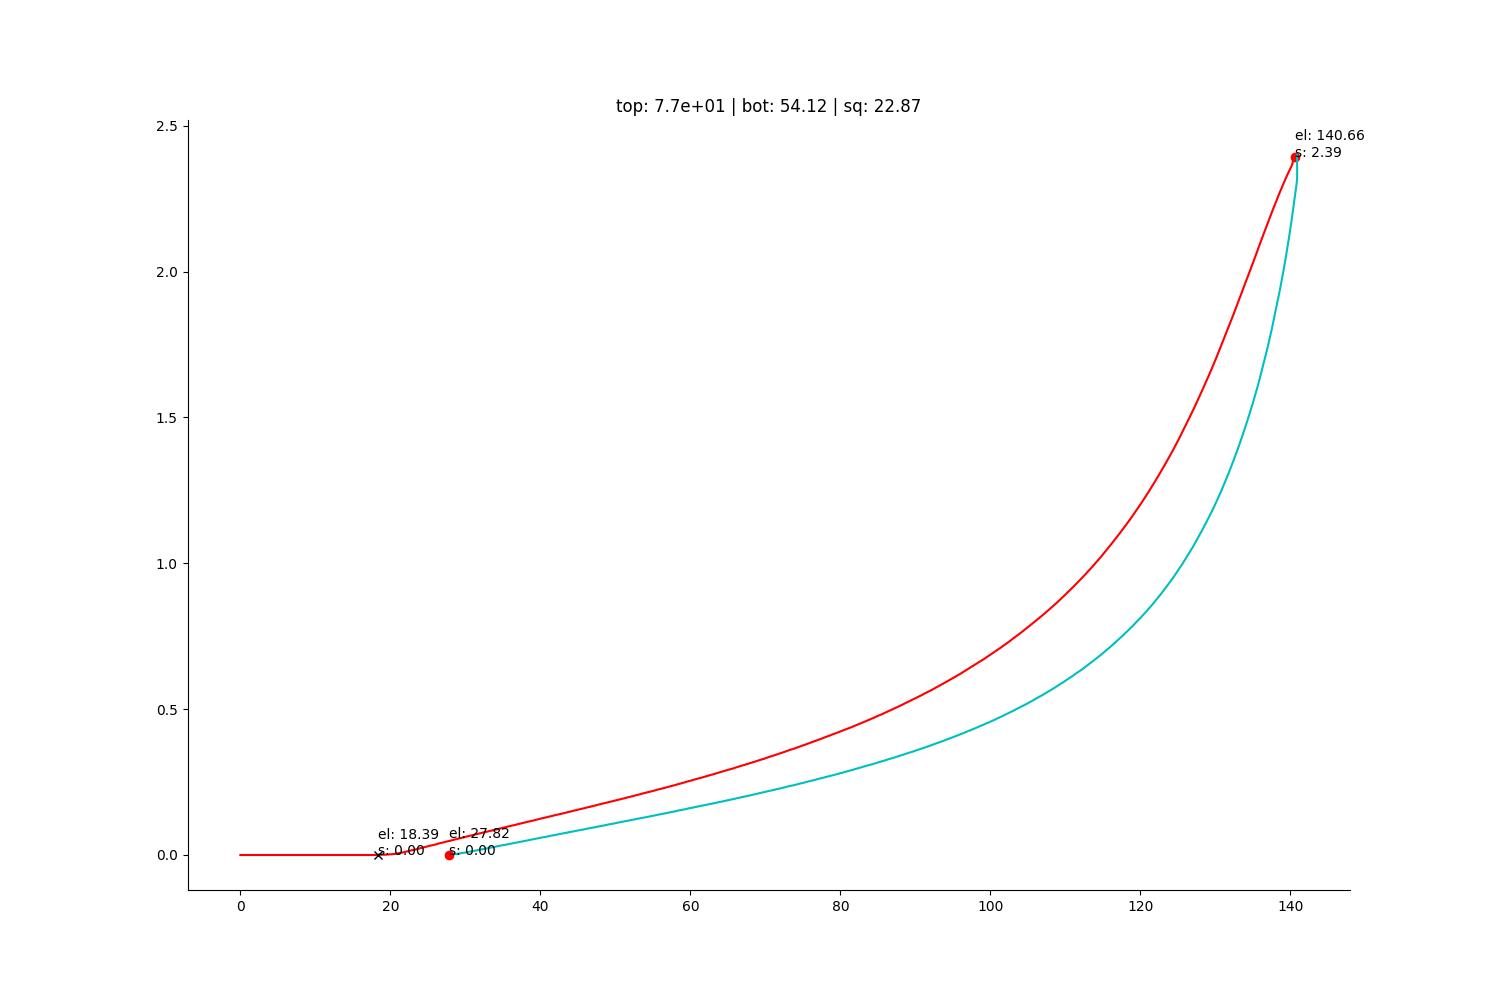 top: 7.7e+01 | bot: 54.12 | sq: 22.87
2.5
el: 140.66
s: 2.39
2.0
1.5
1.0
0.5
el: 18.39
s: 0.00
el: 27.82
s: 0.00
0.0
0 20 40 60 80 100 120 140